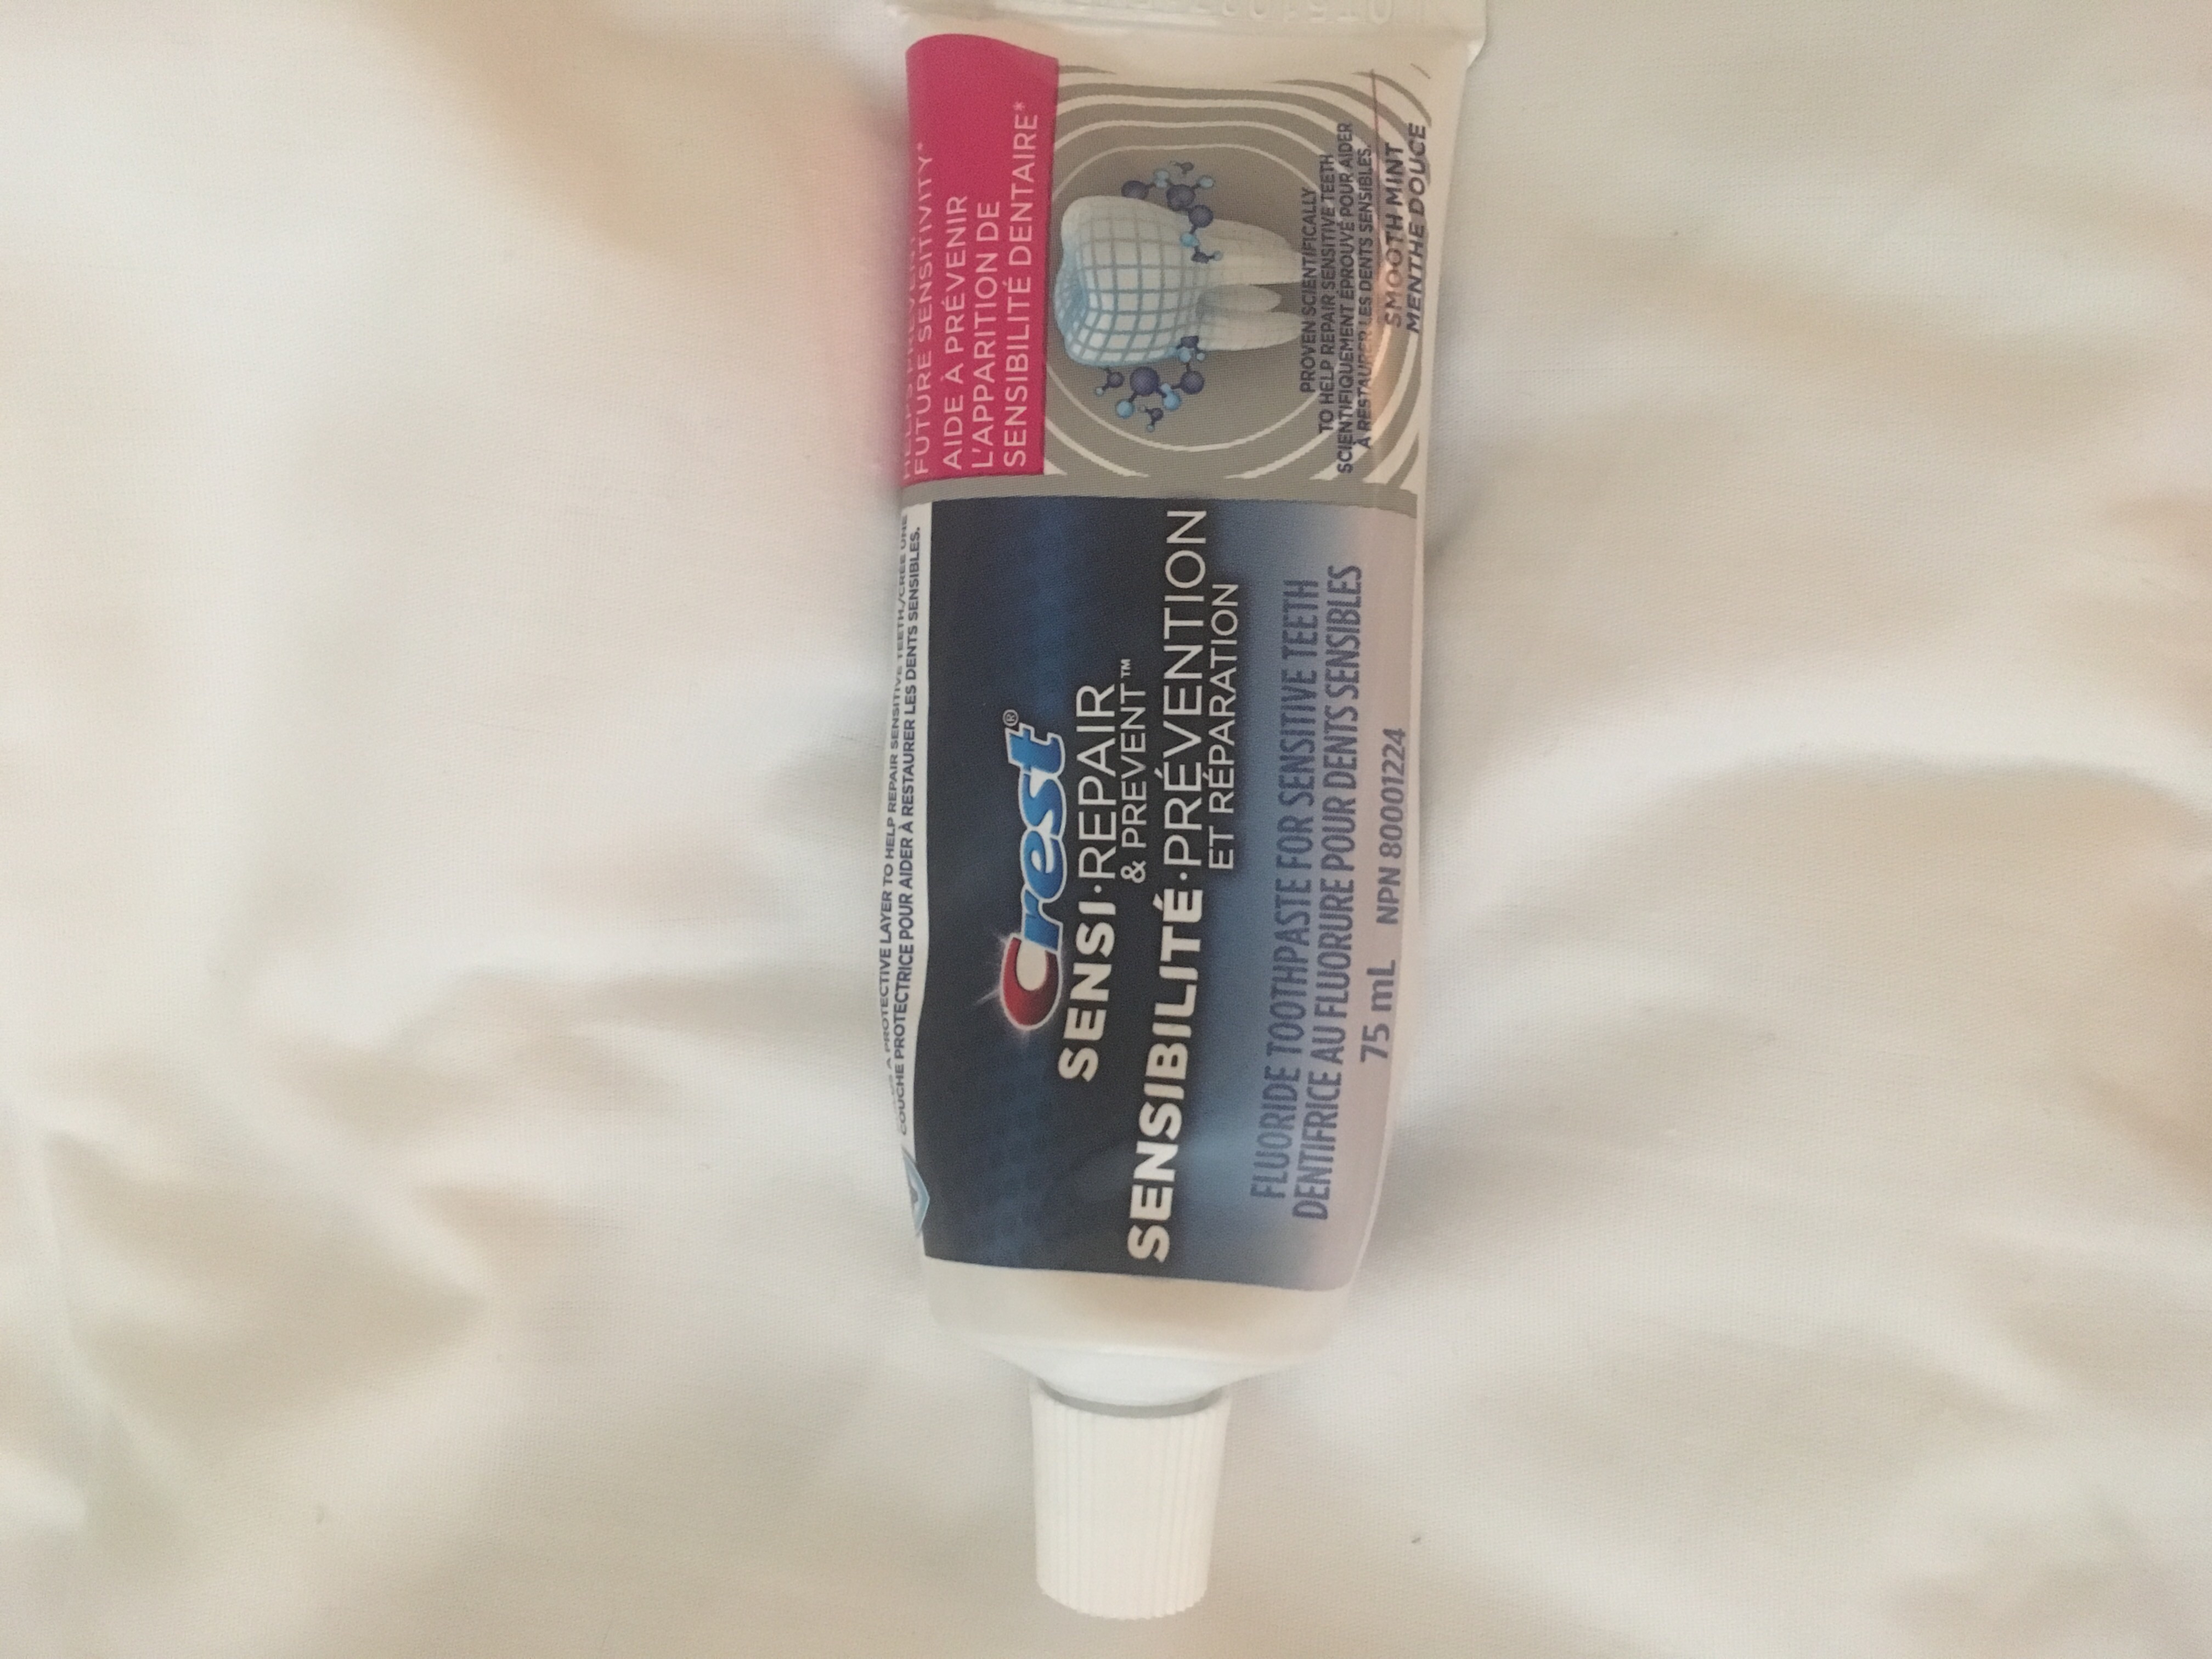 Crest®
SENSI·REPAIR
& PREVENT™
SENSIBILITÉ·PRÉVENTION
ET RÉPARATION
FLUORIDE TOOTHPASTE FOR SENSITIVE TEETH
DENTIFRICE AU FLUORURE POUR DENTS SENSIBLES
75 mL NPN 80001224
A PROTECTIVE LAYER TO HELP REPAIR SENSITIVE TEETH./CRÉE UNE
COUCHE PROTECTRICE POUR AIDER À RESTAURER LES DENTS SENSIBLES.
HELPS PREVENT
FUTURE SENSITIVITY*
AIDE À PRÉVENIR
L'APPARITION DE
SENSIBILITÉ DENTAIRE*
PROVEN SCIENTIFICALLY
TO HELP REPAIR SENSITIVE TEETH
SCIENTIFIQUEMENT ÉPROUVÉ POUR AIDER
À RESTAURER LES DENTS SENSIBLES.
SMOOTH MINT
MENTHE DOUCE